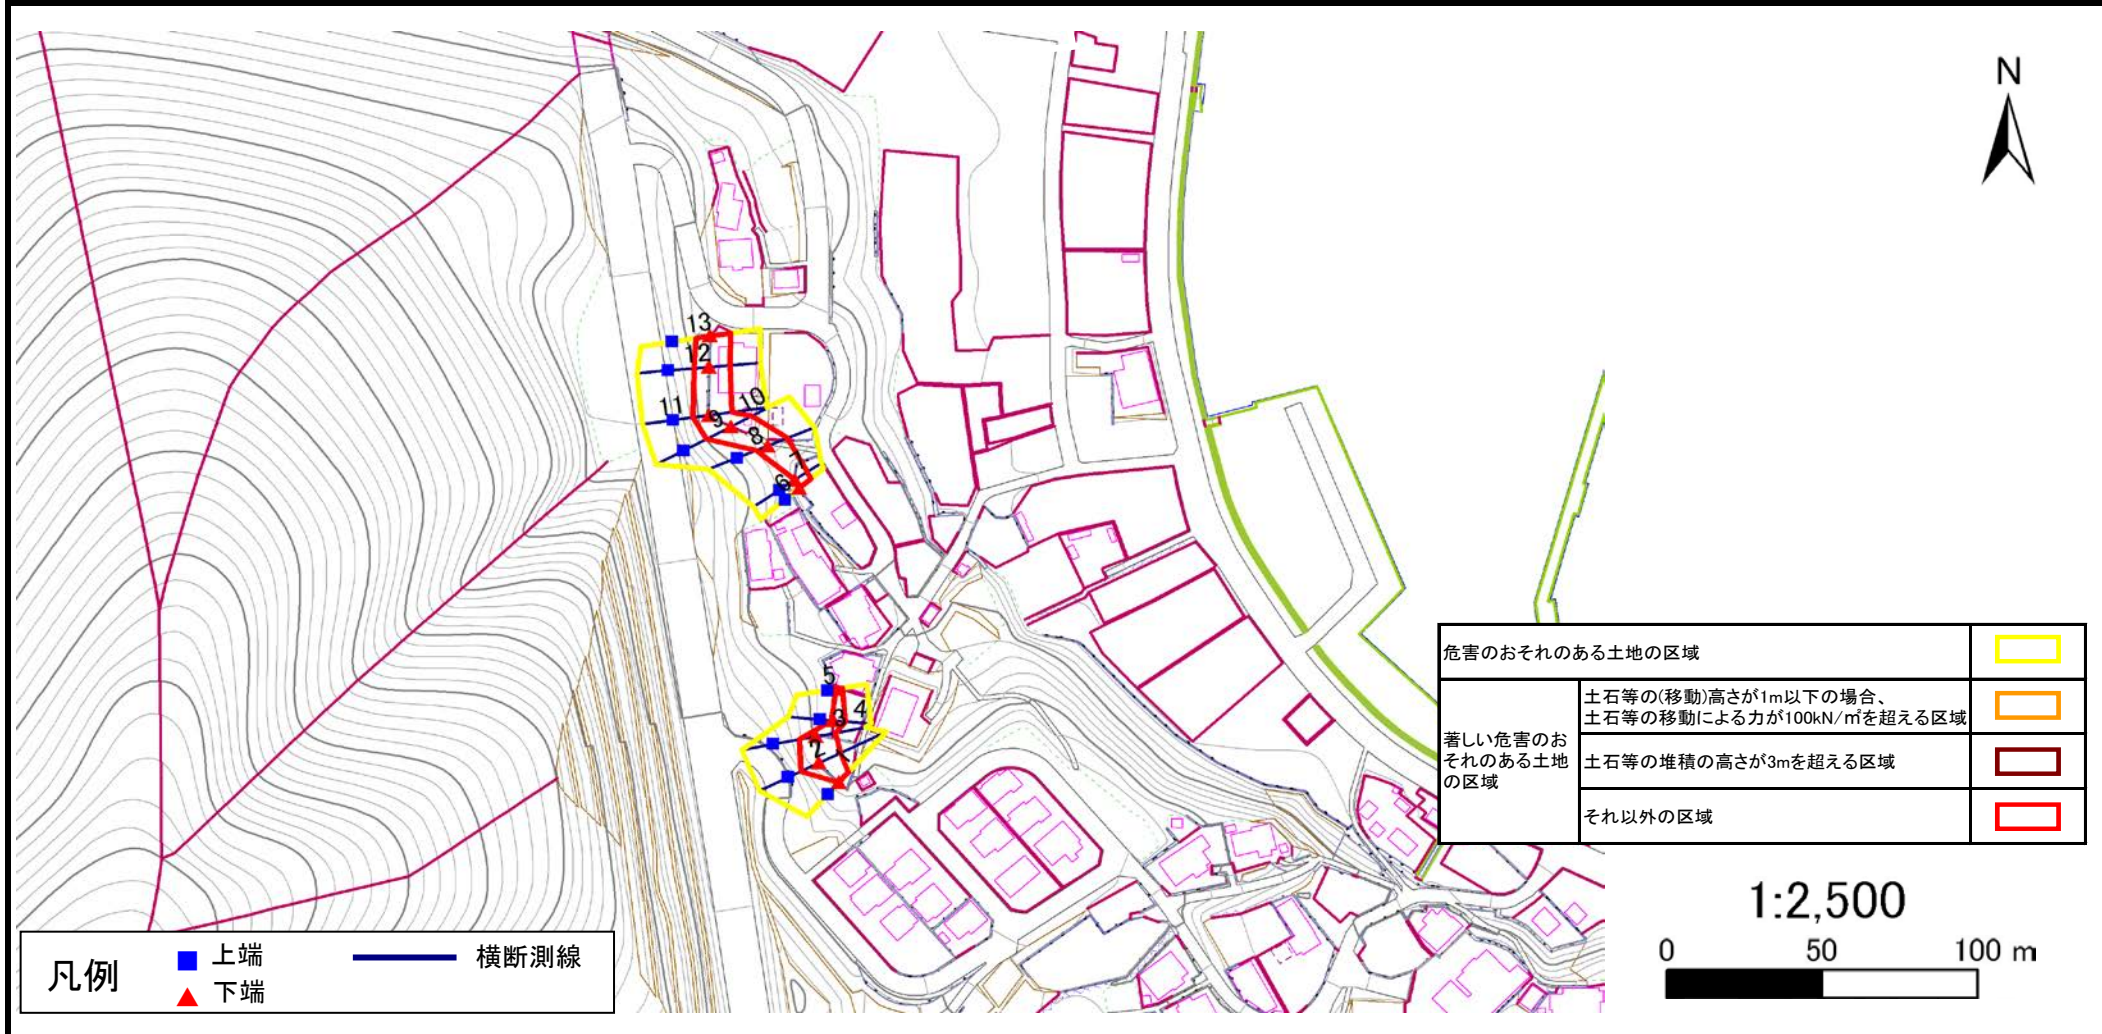 N
13
12
11
10
9
8
7
6
5
4
3
2
1
危害のおそれのある土地の区域
著しい危害のお
それのある土地
の区域
土石等の(移動)高さが1m以下の場合、
土石等の移動による力が100kN/㎡を超える区域
土石等の堆積の高さが3mを超える区域
それ以外の区域
1:2,500
0 50 100 m
凡例
上端
下端
横断測線